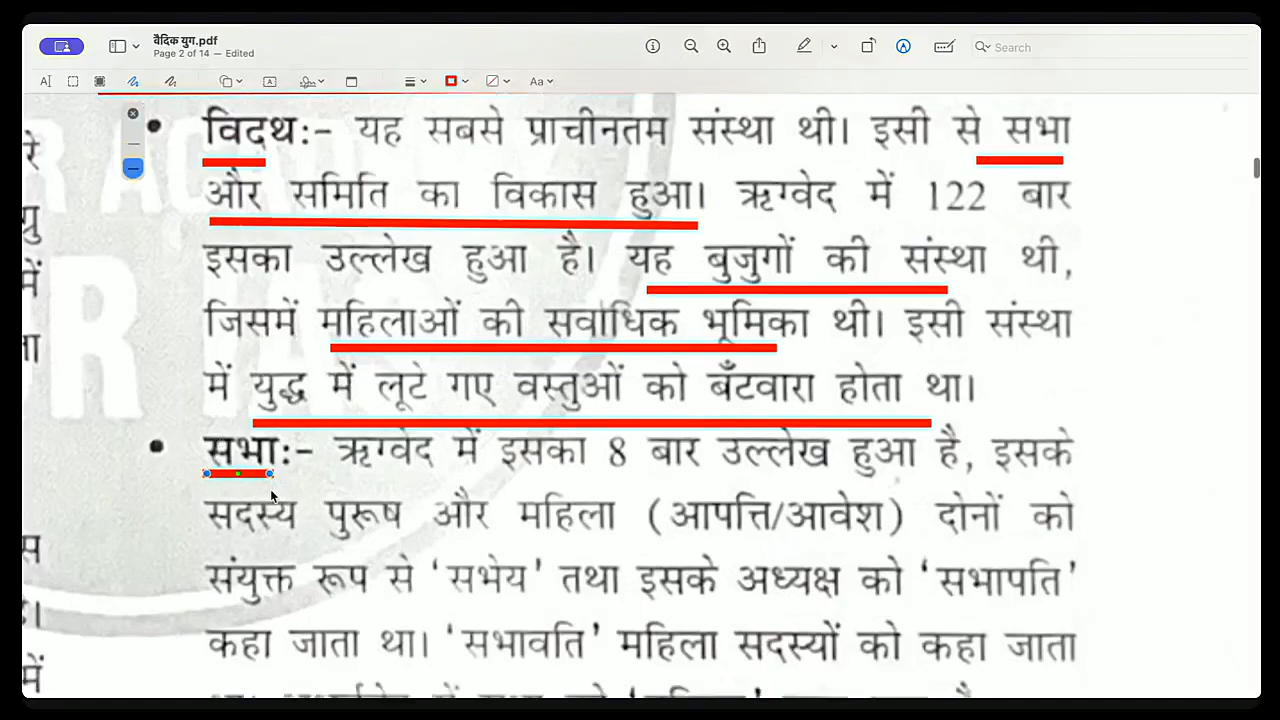 वैदिक युग.pdf
Page 2 of 14 — Edited
Search
Aa
• विदथ:- यह सबसे प्राचीनतम संस्था थी। इसी से सभा
और समिति का विकास हुआ। ऋग्वेद में 122 बार
इसका उल्लेख हुआ है। यह बुजुर्गो की संस्था थी,
जिसमें महिलाओं की सर्वाधिक भूमिका थी। इसी संस्था
में युद्ध में लूटे गए वस्तुओं को बँटवारा होता था।
• सभा:- ऋग्वेद में इसका 8 बार उल्लेख हुआ है, इसके
सदस्य पुरूष और महिला (आपत्ति/आवेश) दोनों को
संयुक्त रूप से 'सभेय' तथा इसके अध्यक्ष को 'सभापति'
कहा जाता था। 'सभावति' महिला सदस्यों को कहा जाता